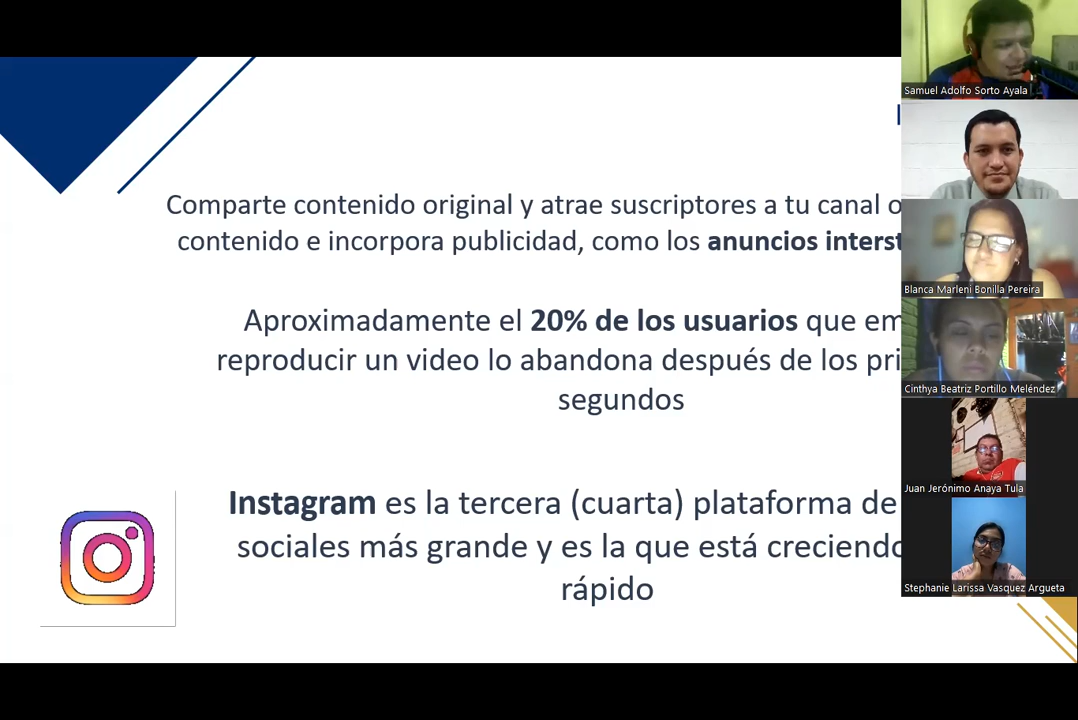 Comparte contenido original y atrae suscriptores a tu canal
contenido e incorpora publicidad, como los anuncios
Aproximadamente el 20% de los usuarios que
reproducir un video lo abandona después de los
segundos
Instagram es la tercera (cuarta) plataforma de
sociales más grande y es la que está creciendo
rápido
Samuel Adolfo Sorto Ayala
Blanca Marleni Bonilla Pereira
Cinthya Beatriz Portillo Meléndez
Juan Jerónimo Anaya Tula
Stephanie Larissa Vasquez Argueta